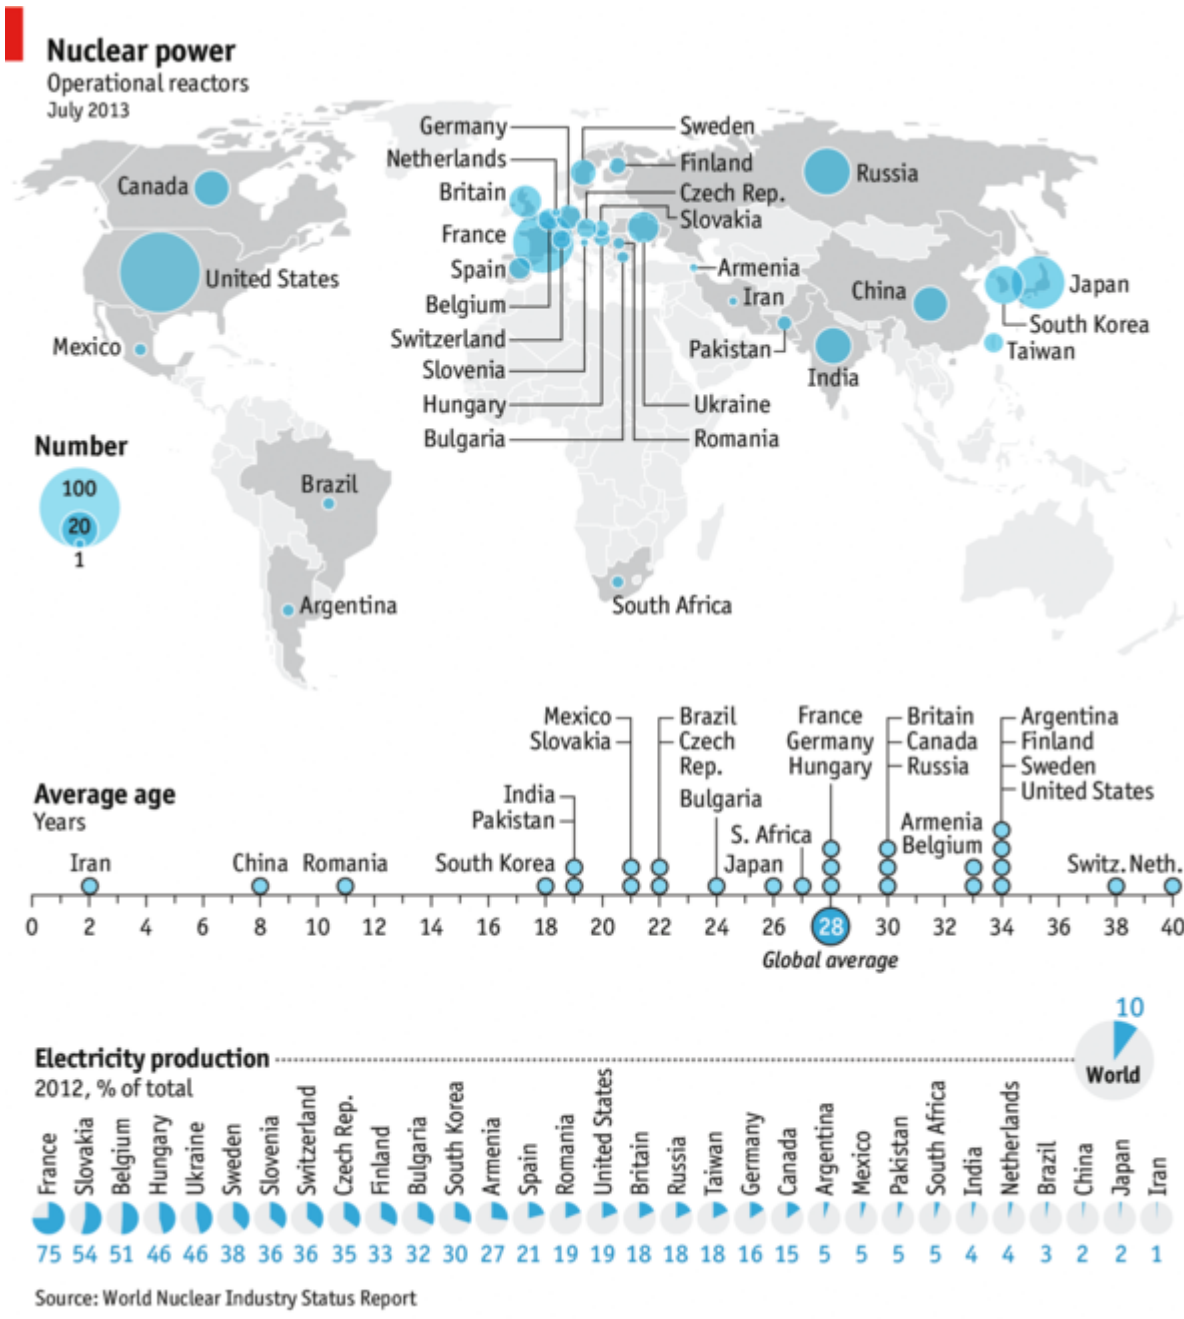 Nuclear power
Operational reactors
July 2013
Germany
Sweden
Netherlands
Finland
Canada
Britain
Czech Rep.
Russia
Slovakia
France
United States
Spain
Armenia
Iran
China
Japan
Belgium
South Korea
Switzerland
Mexico
Pakistan
Taiwan
Slovenia
India
Hungary
Ukraine
Bulgaria
Romania
Number
100
20
1
Brazil
Argentina
South Africa
Average age
Years
Mexico
Slovakia
Brazil
Czech
Rep.
France
Germany
Hungary
Britain
Canada
Russia
Argentina
Finland
Sweden
United States
India
Pakistan
Bulgaria
S. Africa
Armenia
Belgium
Iran
China
Romania
South Korea
Japan
Switz.
Neth.
0 2 4 6 8 10 12 14 16 18 20 22 24 26 28 30 32 34 36 38 40
Global average
10
World
Electricity production
2012, % of total
France Slovakia Belgium Hungary Ukraine Sweden Slovenia Switzerland Czech Rep. Finland Bulgaria South Korea Armenia Spain Romania United States Britain Russia Taiwan Germany Canada Argentina Mexico Pakistan South Africa India Netherlands Brazil China Japan Iran
75 54 51 46 46 38 36 36 35 33 32 30 27 21 19 19 18 18 18 16 15 5 5 5 5 4 4 3 2 2 1
Source: World Nuclear Industry Status Report